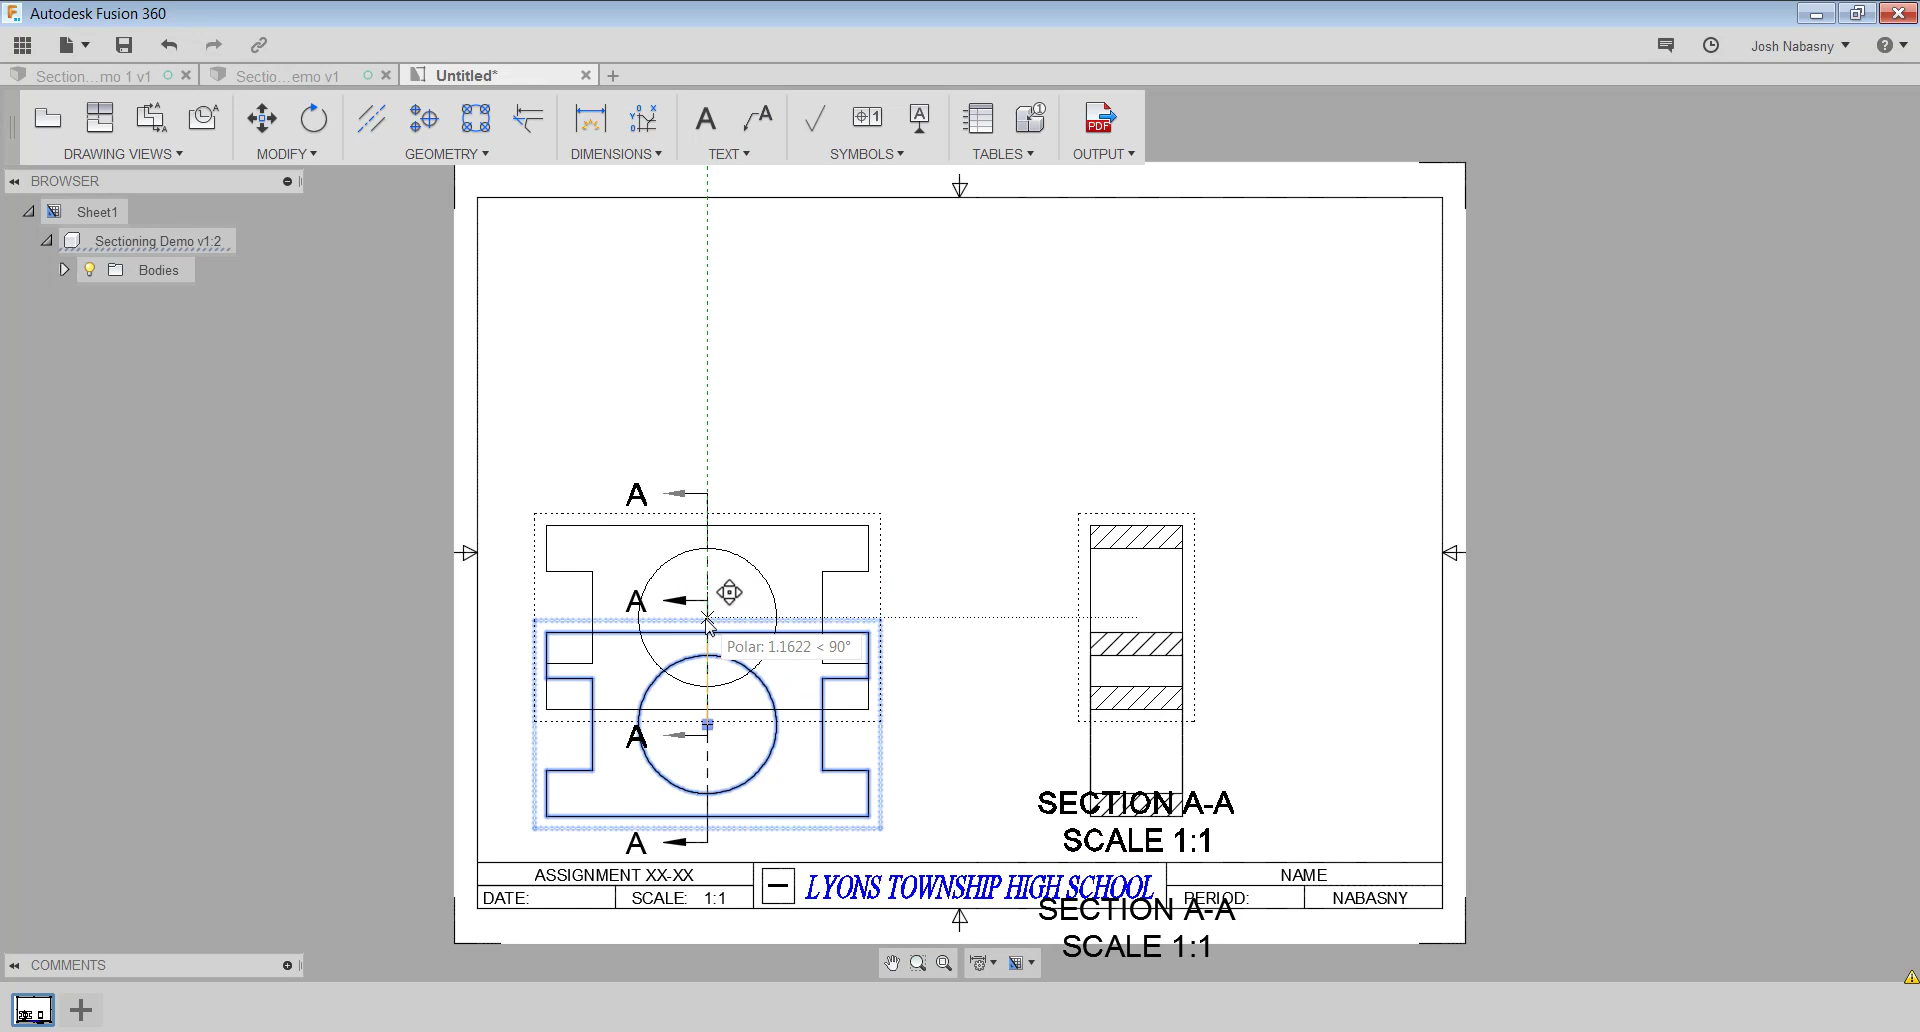 Autodesk Fusion 360
Josh Nabasny
Section...mo 1 v1
Sectio...emo v1
Untitled*
DRAWING VIEWS
MODIFY
GEOMETRY
DIMENSIONS
TEXT
SYMBOLS
TABLES
OUTPUT
PDF
BROWSER
Sheet1
Sectioning Demo v1:2
Bodies
A
A
Polar: 1.1622 < 90°
A
A
SECTION A-A
SCALE 1:1
ASSIGNMENT XX-XX
DATE:
SCALE: 1:1
LYONS TOWNSHIP HIGH SCHOOL
NAME
PERIOD:
NABASNY
SECTION A-A
SCALE 1:1
COMMENTS